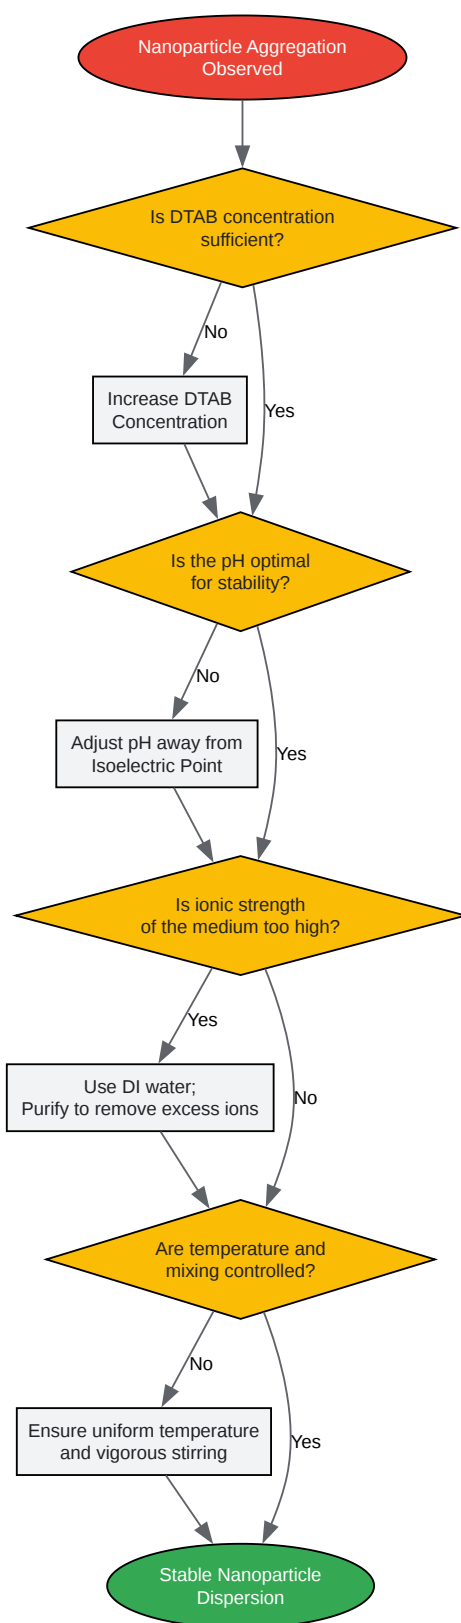 Nanoparticle Aggregation
Observed
Is DTAB concentration
sufficient?
No
Increase DTAB
Concentration
Yes
Is the pH optimal
for stability?
No
Adjust pH away from
Isoelectric Point
Yes
Is ionic strength
of the medium too high?
Yes
Use DI water;
Purify to remove excess ions
No
Are temperature and
mixing controlled?
No
Ensure uniform temperature
and vigorous stirring
Yes
Stable Nanoparticle
Dispersion